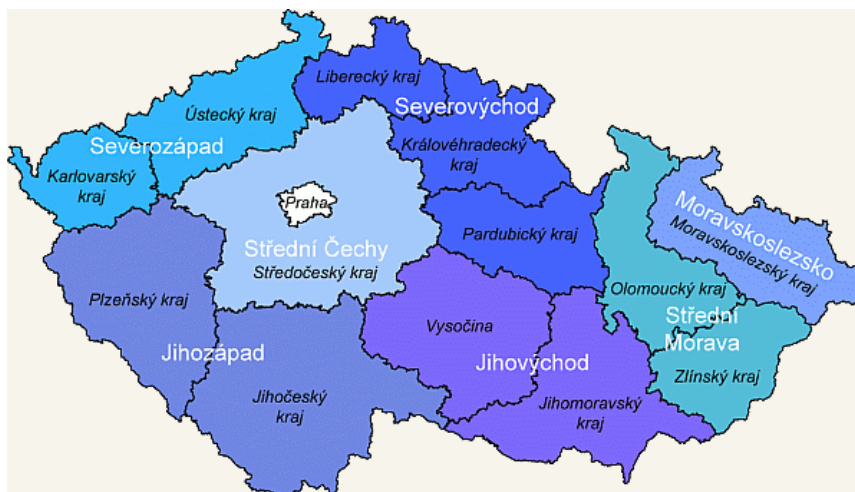 Liberecký kraj
Severovýchod
Ústecký kraj
Severozápad
Královéhradecký
kraj
Karlovarský
kraj
Praha
Moravskoslezsko
Moravskoslezský kraj
Střední Čechy
Středočeský kraj
Pardubický kraj
Olomoucký kraj
Plzeňský kraj
Střední
Morava
Vysočina
Jihozápad
Jihovýchod
Zlínský kraj
Jihočeský
kraj
Jihomoravský
kraj